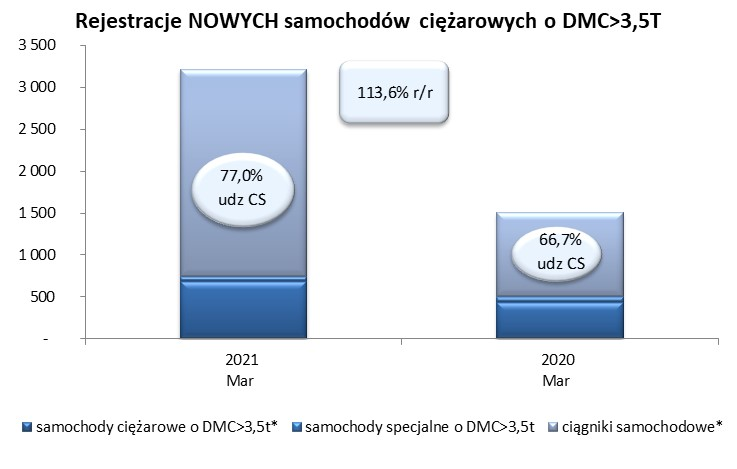 Rejestracje NOWYCH samochodów ciężarowych o DMC>3,5T
3 500
3 000
2 500
2 000
1 500
1 000
500
-
113,6% r/r
77,0%
udz CS
66,7%
udz CS
2021
Mar
2020
Mar
samochody ciężarowe o DMC>3,5t*
samochody specjalne o DMC>3,5t
ciągniki samochodowe*